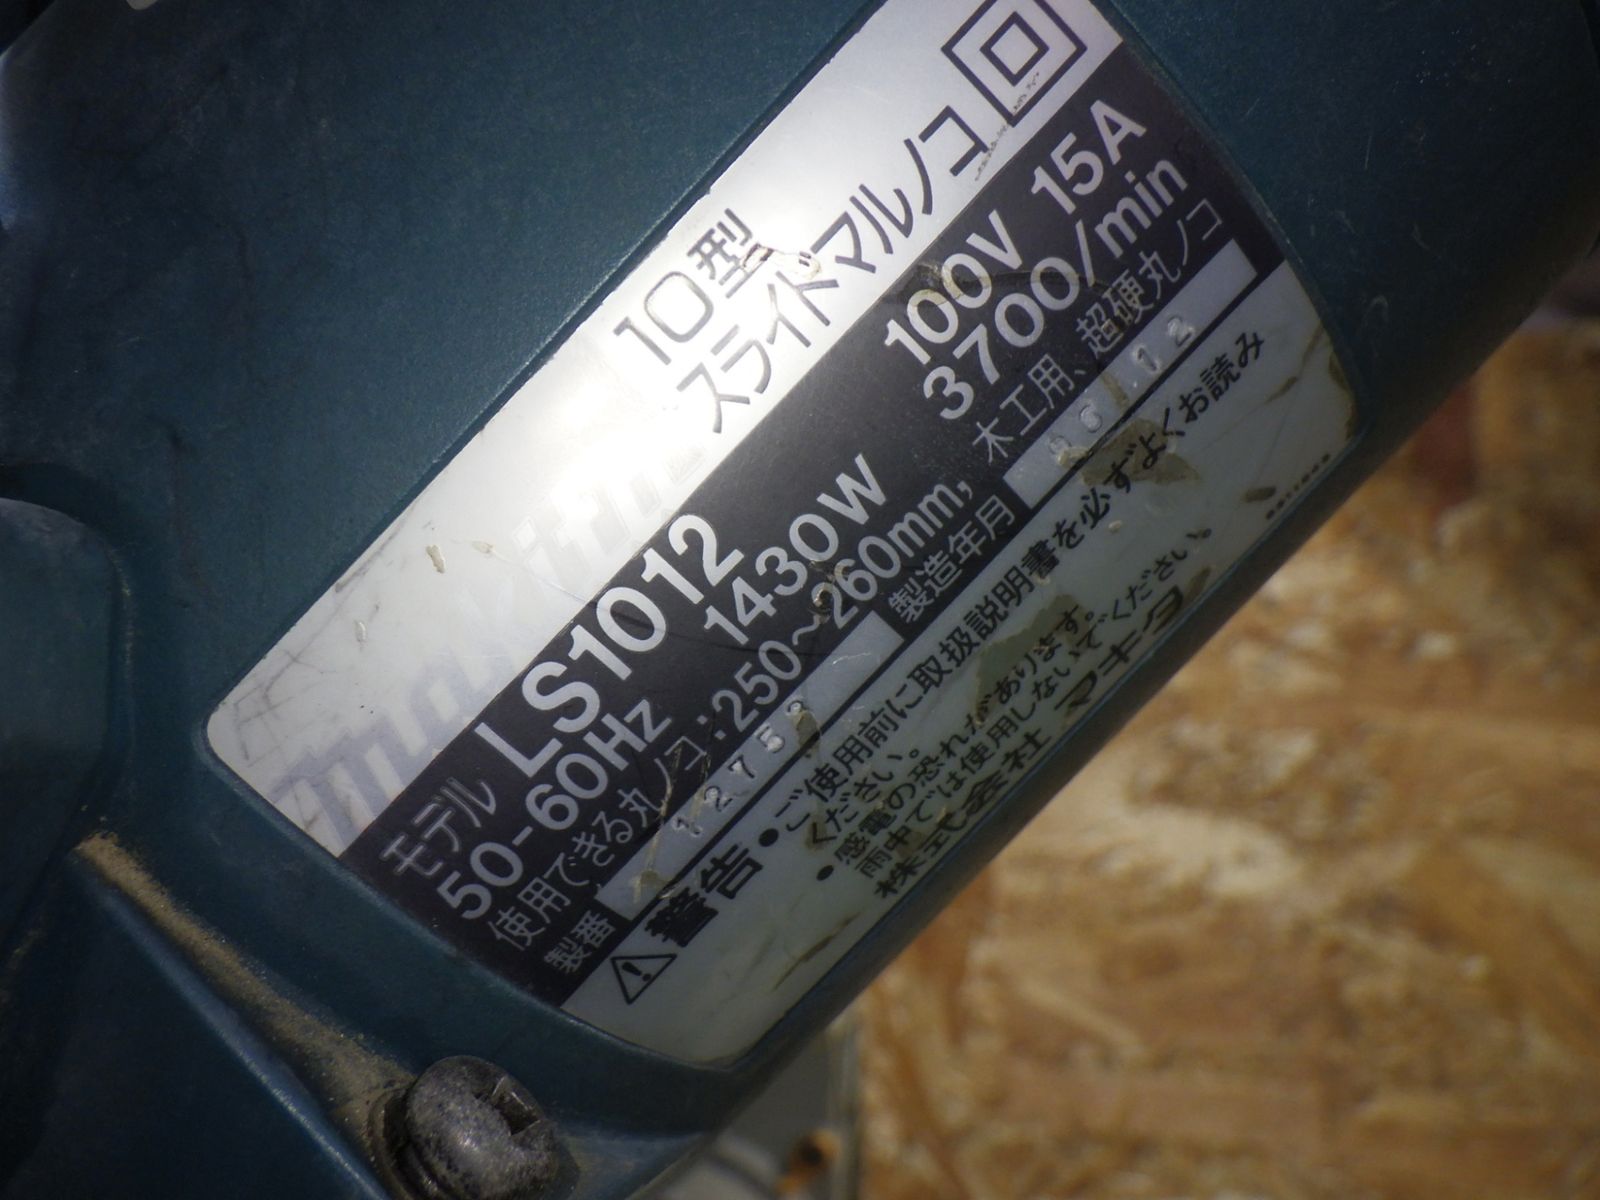 makita
10型
スライドマルノコ
モデル LS1012 100V 15A
50-60Hz 1430W 3700/min
使用できる丸ノコ:250~260mm, 木工用、超硬丸ノコ
製番 12753 製造年月
警告
・ご使用前に取扱説明書を必ずよくお読み
ください。
・感電の恐れがあります。
雨中では使用しないでください。
株式会社 マキタ